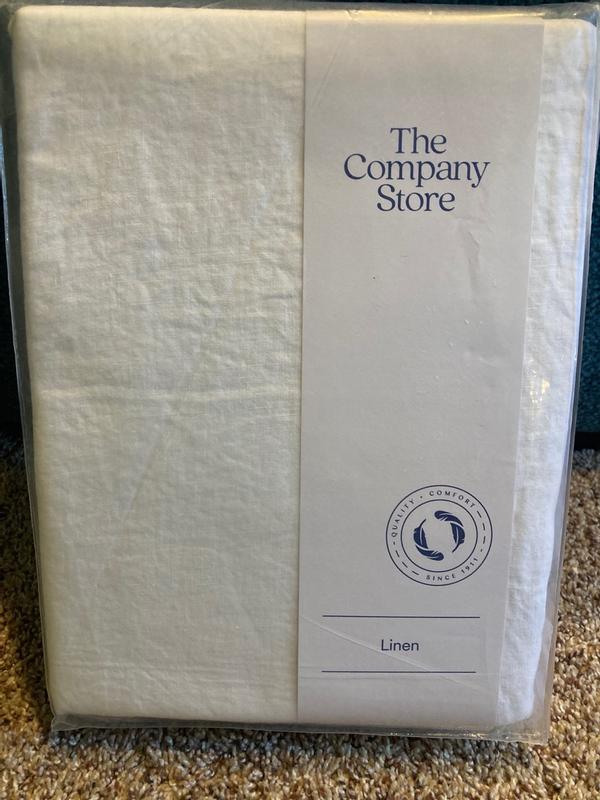 The
Company
Store
QUALITY • COMFORT
SINCE 1911
Linen